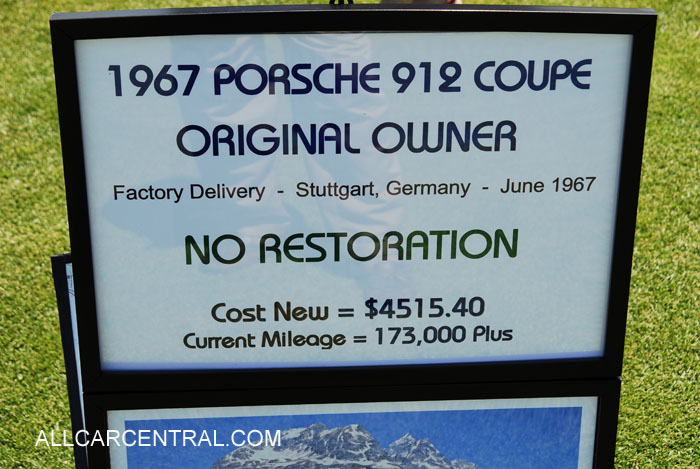 1967 PORSCHE 912 COUPE
ORIGINAL OWNER
Factory Delivery - Stuttgart, Germany - June 1967
NO RESTORATION
Cost New = $4515.40
Current Mileage = 173,000 Plus
ALLCARCENTRAL.COM